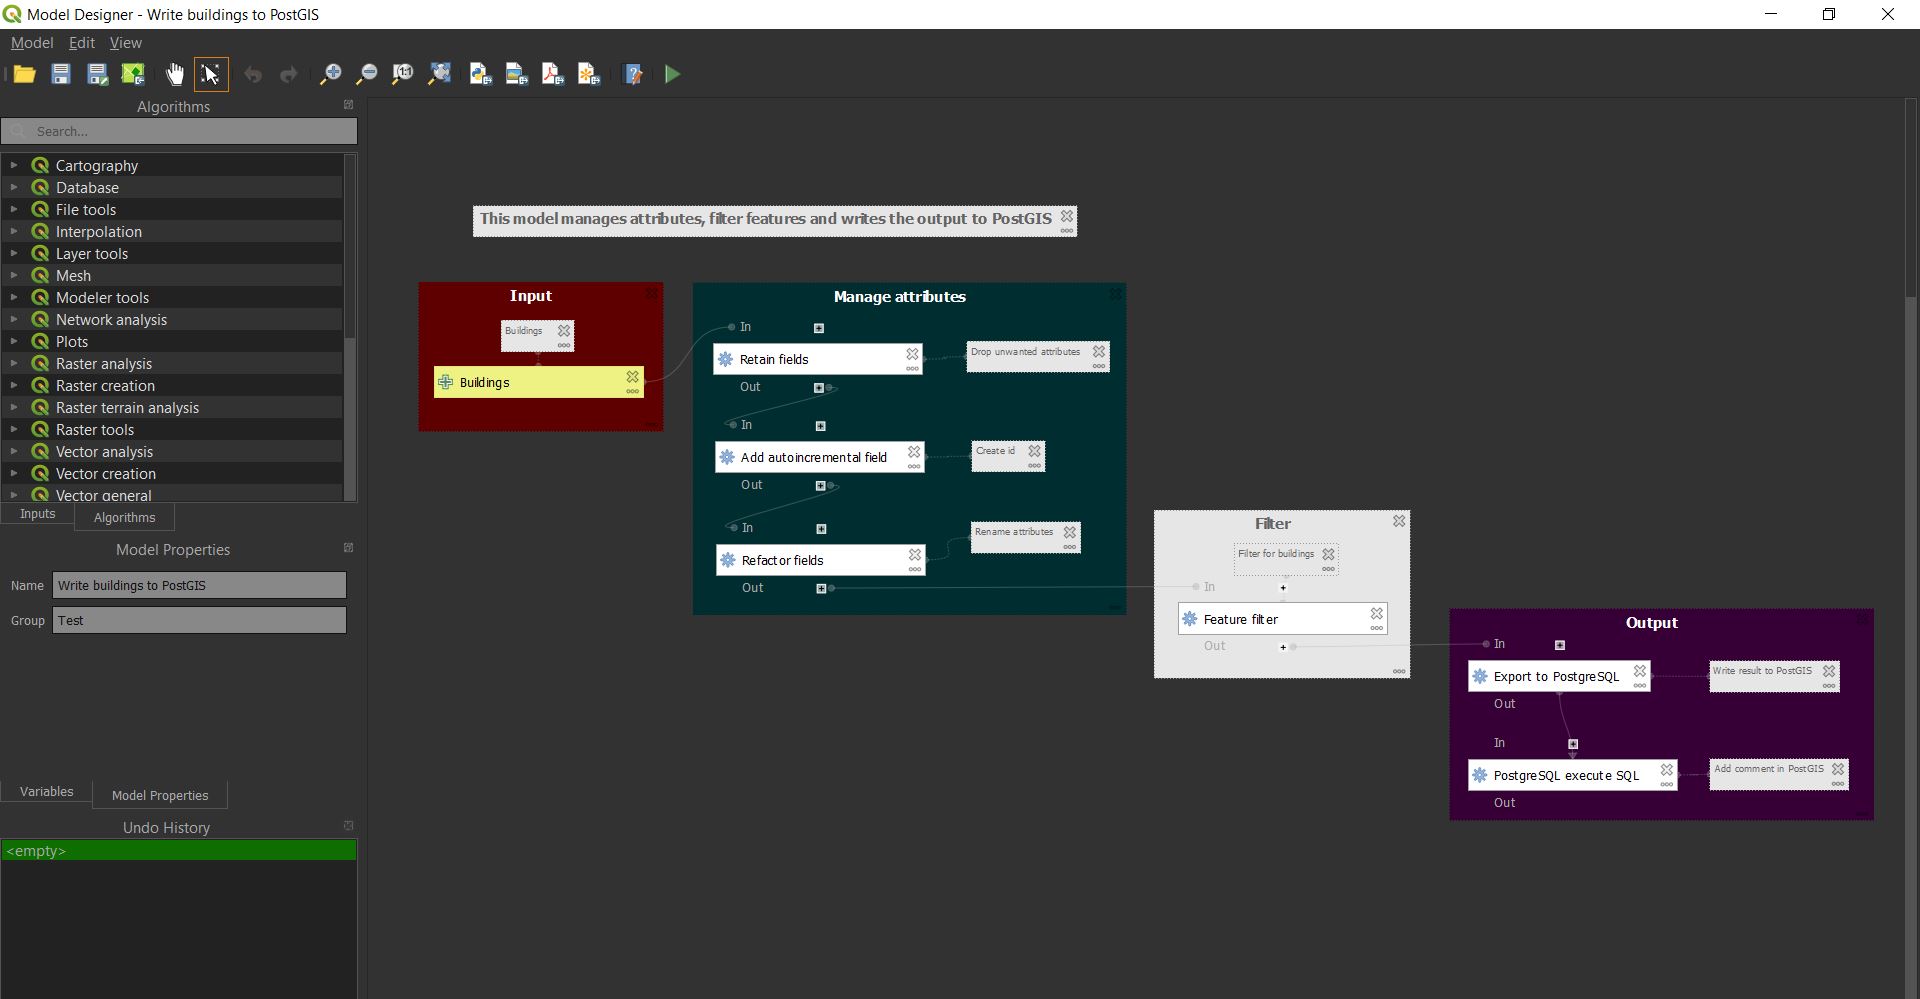 Model Designer - Write buildings to PostGIS
Model Edit View
1:1
Algorithms
Search...
Cartography
Database
File tools
Interpolation
Layer tools
Mesh
Modeler tools
Network analysis
Plots
Raster analysis
Raster creation
Raster terrain analysis
Raster tools
Vector analysis
Vector creation
Vector general
Inputs Algorithms
Model Properties
Name Write buildings to PostGIS
Group Test
Variables Model Properties
Undo History
<empty>
This model manages attributes, filter features and writes the output to PostGIS
Input
Buildings
Buildings
Manage attributes
In
Retain fields
Drop unwanted attributes
Out
In
Add autoincremental field
Create id
Out
In
Rename attributes
Refactor fields
Out
Filter
Filter for buildings
In
Feature filter
Out
Output
In
Export to PostgreSQL
Write result to PostGIS
Out
In
PostgreSQL execute SQL
Add comment in PostGIS
Out